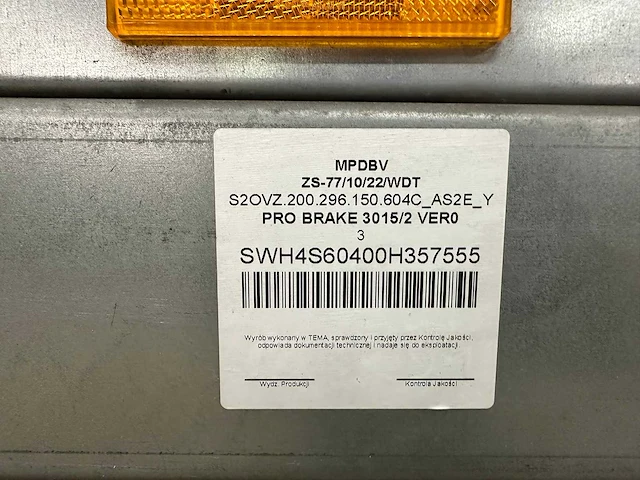 MPDBV
ZS-77/10/22/WDT
S2OVZ.200.296.150.604C_AS2E_Y
PRO BRAKE 3015/2 VER0
3
SWH4S60400H357555
Wyrób wykonany w TEMA, sprawdzony i przyjęty przez Kontrolę Jakości,
odpowiada dokumentacji technicznej i nadaje się do eksploatacji
Wydz. Produkcji
Kontrola Jakości